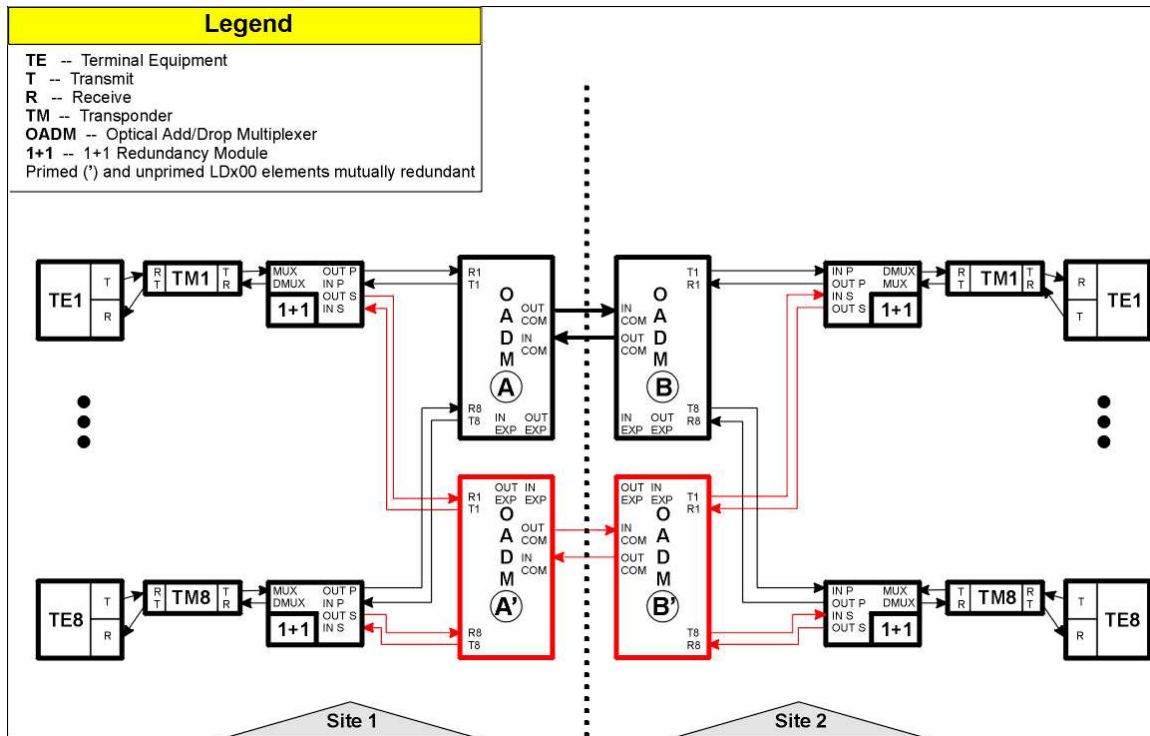 Legend
TE -- Terminal Equipment
T -- Transmit
R -- Receive
TM -- Transponder
OADM -- Optical Add/Drop Multiplexer
1+1 -- 1+1 Redundancy Module
Primed (') and unprimed LDx00 elements mutually redundant
TE1
T
R
R
T
TM1
T
R
MUX OUT P
DMUX IN P
OUT S
IN S
1+1
R1
T1
OADM
OUT COM
IN COM
A
R8
T8
IN EXP
OUT EXP
IN COM
OUT COM
OADM
B
T1
R1
T8
R8
IN EXP
OUT EXP
IN P DMUX
OUT P MUX
IN S
OUT S
1+1
R
T
TM1
T
R
R
T
TE1
R1
T1
OUT EXP
IN EXP
OADM
OUT COM
IN COM
A'
R8
T8
OUT EXP
IN EXP
IN COM
OUT COM
OADM
B'
T1
R1
T8
R8
TE8
T
R
R
T
TM8
T
R
MUX OUT P
DMUX IN P
OUT S
IN S
1+1
IN P MUX
OUT P DMUX
IN S
OUT S
1+1
T
R
TM8
R
T
T
R
TE8
Site 1
Site 2